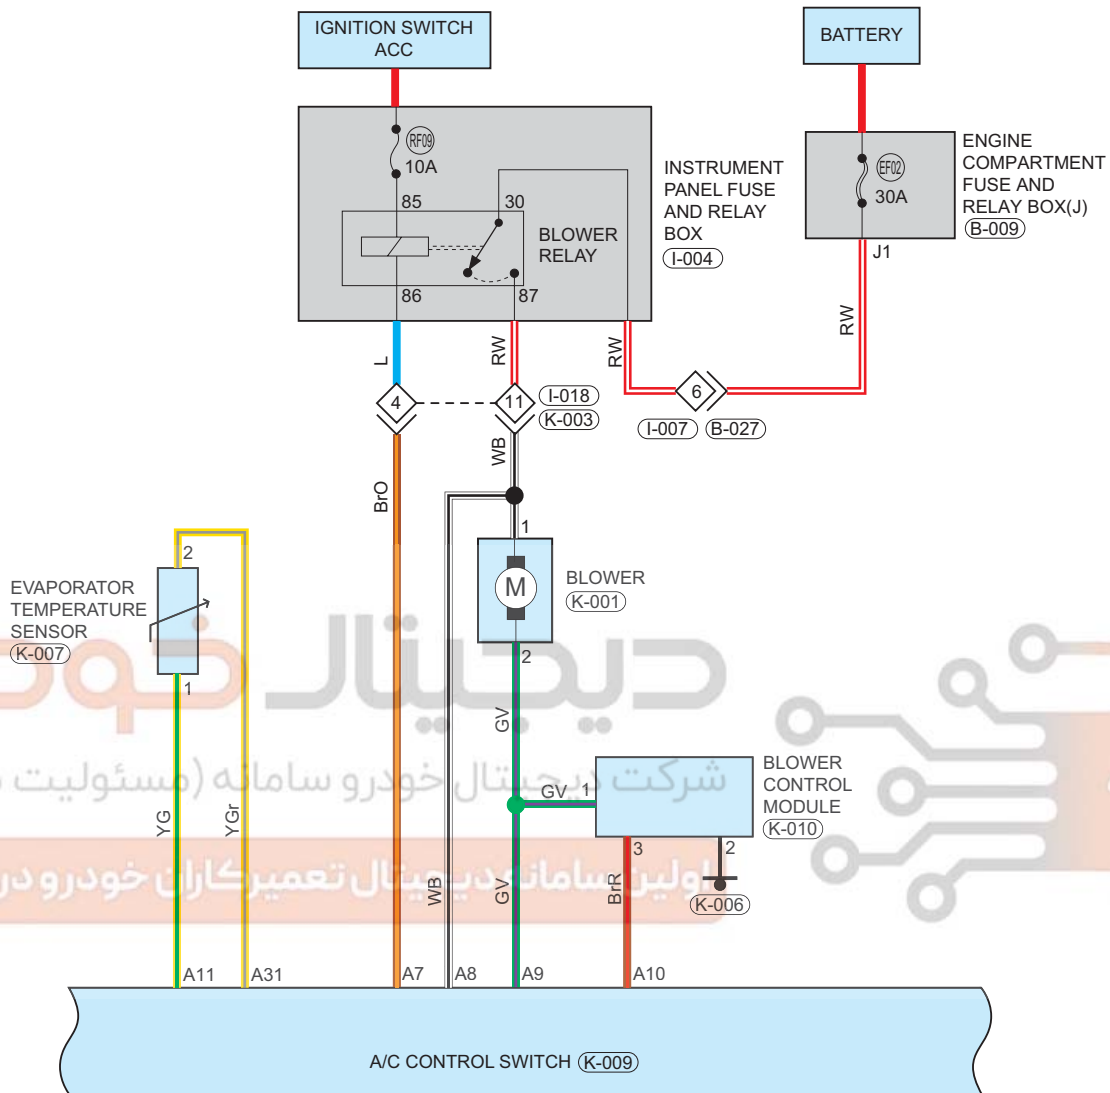 IGNITION SWITCH
ACC
BATTERY
RF09
10A
85
30
BLOWER
RELAY
86
87
INSTRUMENT
PANEL FUSE
AND RELAY
BOX
I-004
EF02
30A
ENGINE
COMPARTMENT
FUSE AND
RELAY BOX(J)
B-009
J1
L
RW
RW
RW
4
11
I-018
K-003
6
I-007
B-027
BrO
WB
1
M
BLOWER
K-001
2
EVAPORATOR
TEMPERATURE
SENSOR
K-007
2
1
دیجیتال خود
شرکت دیجیتال خودرو سامانه (مسئولیت
اولین سامانه دیجیتال تعمیرکاران خودرو در
GV
GV
1
BLOWER
CONTROL
MODULE
K-010
3
2
K-006
YG
YGr
WB
GV
BrR
A11
A31
A7
A8
A9
A10
A/C CONTROL SWITCH
K-009